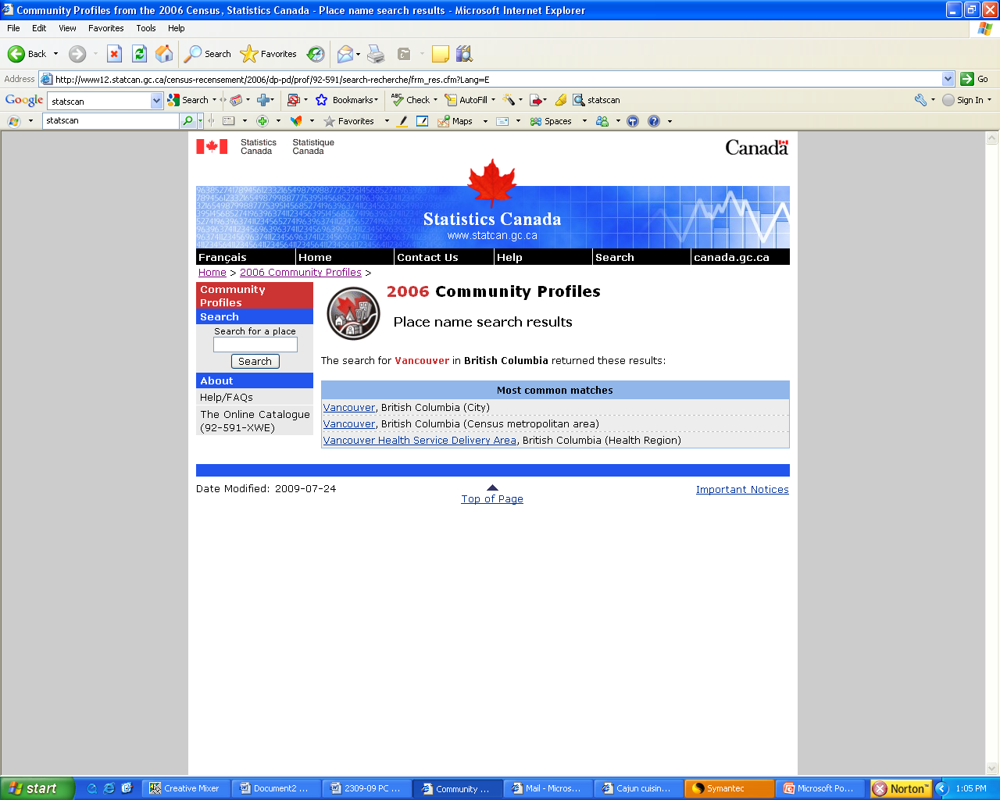 Community Profiles from the 2006 Census, Statistics Canada - Place name search results - Microsoft Internet Explorer
File Edit View Favorites Tools Help
Back Search Favorites
Address http://www12.statcan.gc.ca/census-recensement/2006/dp-pd/prof/92-591/search-recherche/frm_res.cfm?Lang=E Go
Google statscan Search Bookmarks ABC Check AutoFill statscan Sign In
statscan Favorites Maps Spaces
Statistics Canada Statistique Canada Canada
Statistics Canada
www.statcan.gc.ca
Français Home Contact Us Help Search canada.gc.ca
Home > 2006 Community Profiles >
Community Profiles
Search
Search for a place
Search
About
Help/FAQs
The Online Catalogue
(92-591-XWE)
2006 Community Profiles
Place name search results
The search for Vancouver in British Columbia returned these results:
Most common matches
Vancouver, British Columbia (City)
Vancouver, British Columbia (Census metropolitan area)
Vancouver Health Service Delivery Area, British Columbia (Health Region)
Date Modified: 2009-07-24
Top of Page
Important Notices
start Creative Mixer Document2 ... 2309-09 PC ... Community ... Mail - Micros... Cajun cuisin... Symantec Microsoft Po... Norton™ 1:05 PM